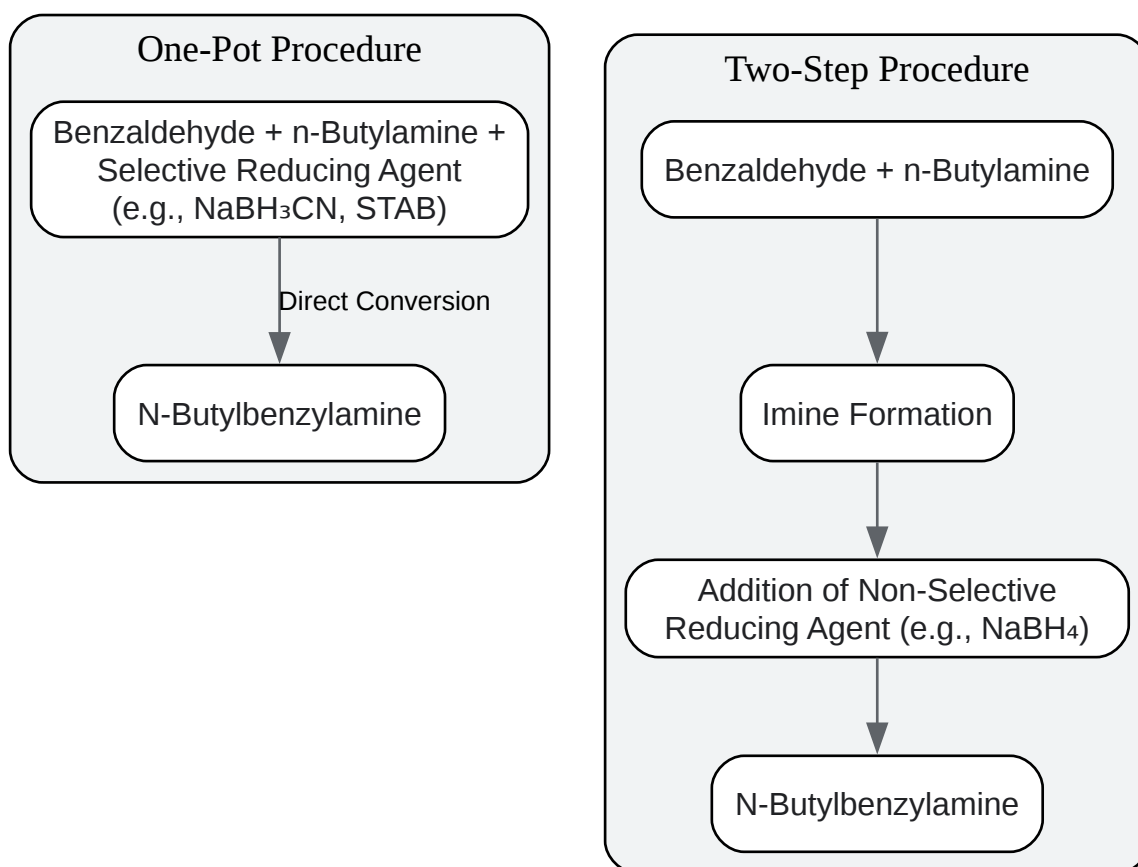 One-Pot Procedure
Benzaldehyde + n-Butylamine +
Selective Reducing Agent
(e.g., NaBH₃CN, STAB)
Direct Conversion
N-Butylbenzylamine
Two-Step Procedure
Benzaldehyde + n-Butylamine
Imine Formation
Addition of Non-Selective
Reducing Agent (e.g., NaBH₄)
N-Butylbenzylamine